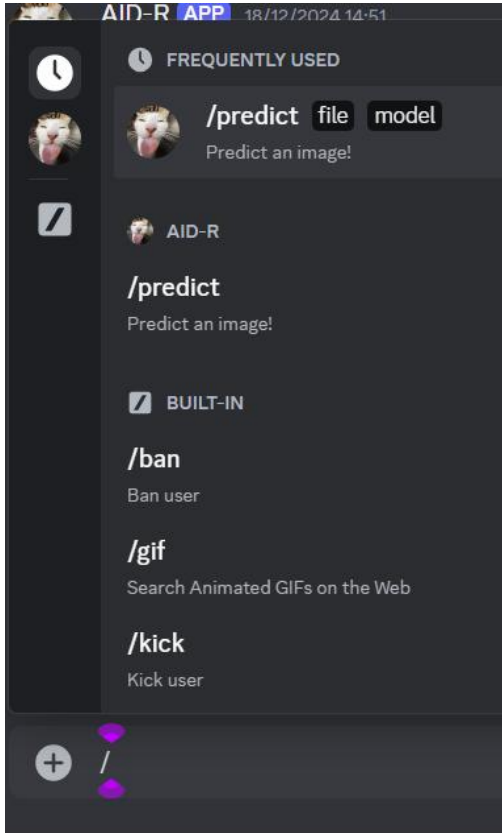 AID-R APP 18/12/2024 14:51
FREQUENTLY USED
/predict file model
Predict an image!
AID-R
/predict
Predict an image!
BUILT-IN
/ban
Ban user
/gif
Search Animated GIFs on the Web
/kick
Kick user
/